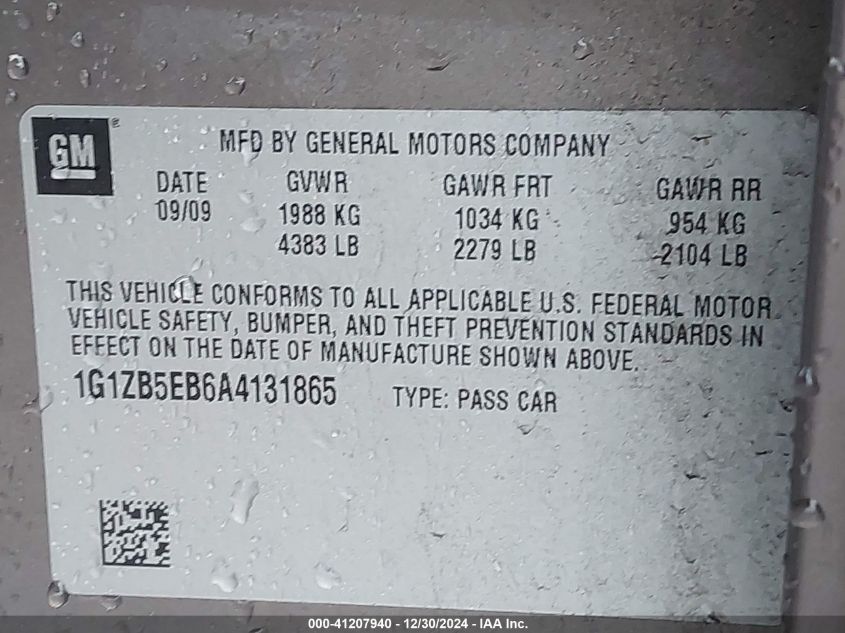 GM ®
MFD BY GENERAL MOTORS COMPANY
DATE GVWR GAWR FRT GAWR RR
09/09 1988 KG 1034 KG 954 KG
4383 LB 2279 LB 2104 LB
THIS VEHICLE CONFORMS TO ALL APPLICABLE U.S. FEDERAL MOTOR
VEHICLE SAFETY, BUMPER, AND THEFT PREVENTION STANDARDS IN
EFFECT ON THE DATE OF MANUFACTURE SHOWN ABOVE.
1G1ZB5EB6A4131865 TYPE: PASS CAR
000-41207940 - 12/30/2024 - IAA Inc.